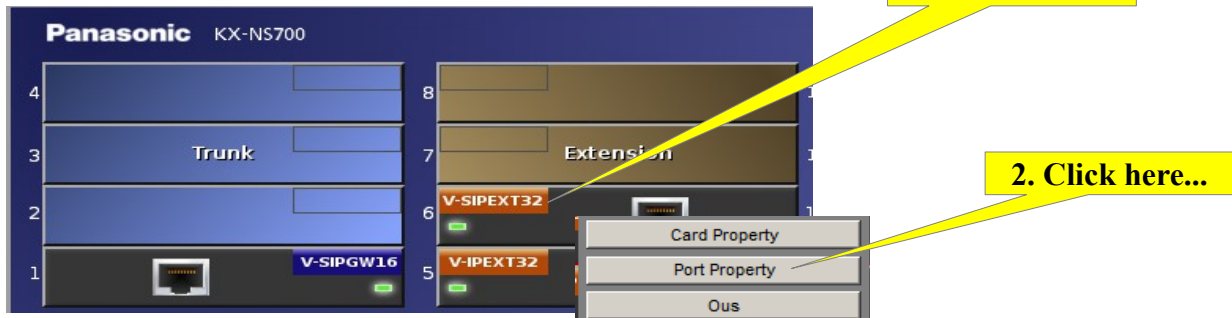 Panasonic KX-NS700
4
8
3
Trunk
7
Extension
2. Click here...
2
6
V-SIPEXT32
Card Property
1
V-SIPGW16
5
V-IPEXT32
Port Property
Ous